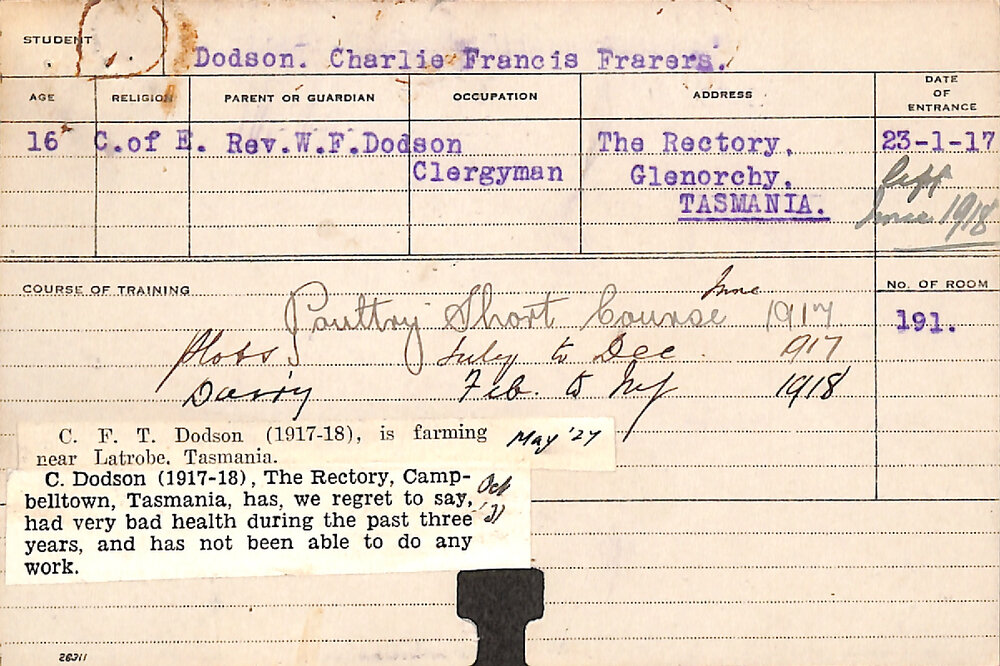 STUDENT
Dodson. Charlie Francis Frarers.
AGE RELIGION PARENT OR GUARDIAN OCCUPATION ADDRESS DATE OF ENTRANCE
16 C.of E. Rev.W.F.Dodson The Rectory, 23-1-17
Clergyman Glenorchy,
TASMANIA.
left
June 1918
COURSE OF TRAINING NO. OF ROOM
Poultry Short Course June 1917
191.
Plots July to Dec. 1917
Dairy Feb. to 1918
C. F. T. Dodson (1917-18), is farming May '27
near Latrobe, Tasmania.
C. Dodson (1917-18), The Rectory, Camp-
belltown, Tasmania, has, we regret to say, Oct
had very bad health during the past three '31
years, and has not been able to do any
work.